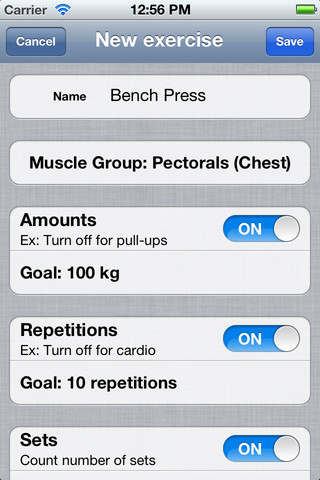 Carrier 12:56 PM
Cancel New exercise Save
Name Bench Press
Muscle Group: Pectorals (Chest)
Amounts ON
Ex: Turn off for pull-ups
Goal: 100 kg
Repetitions ON
Ex: Turn off for cardio
Goal: 10 repetitions
Sets ON
Count number of sets